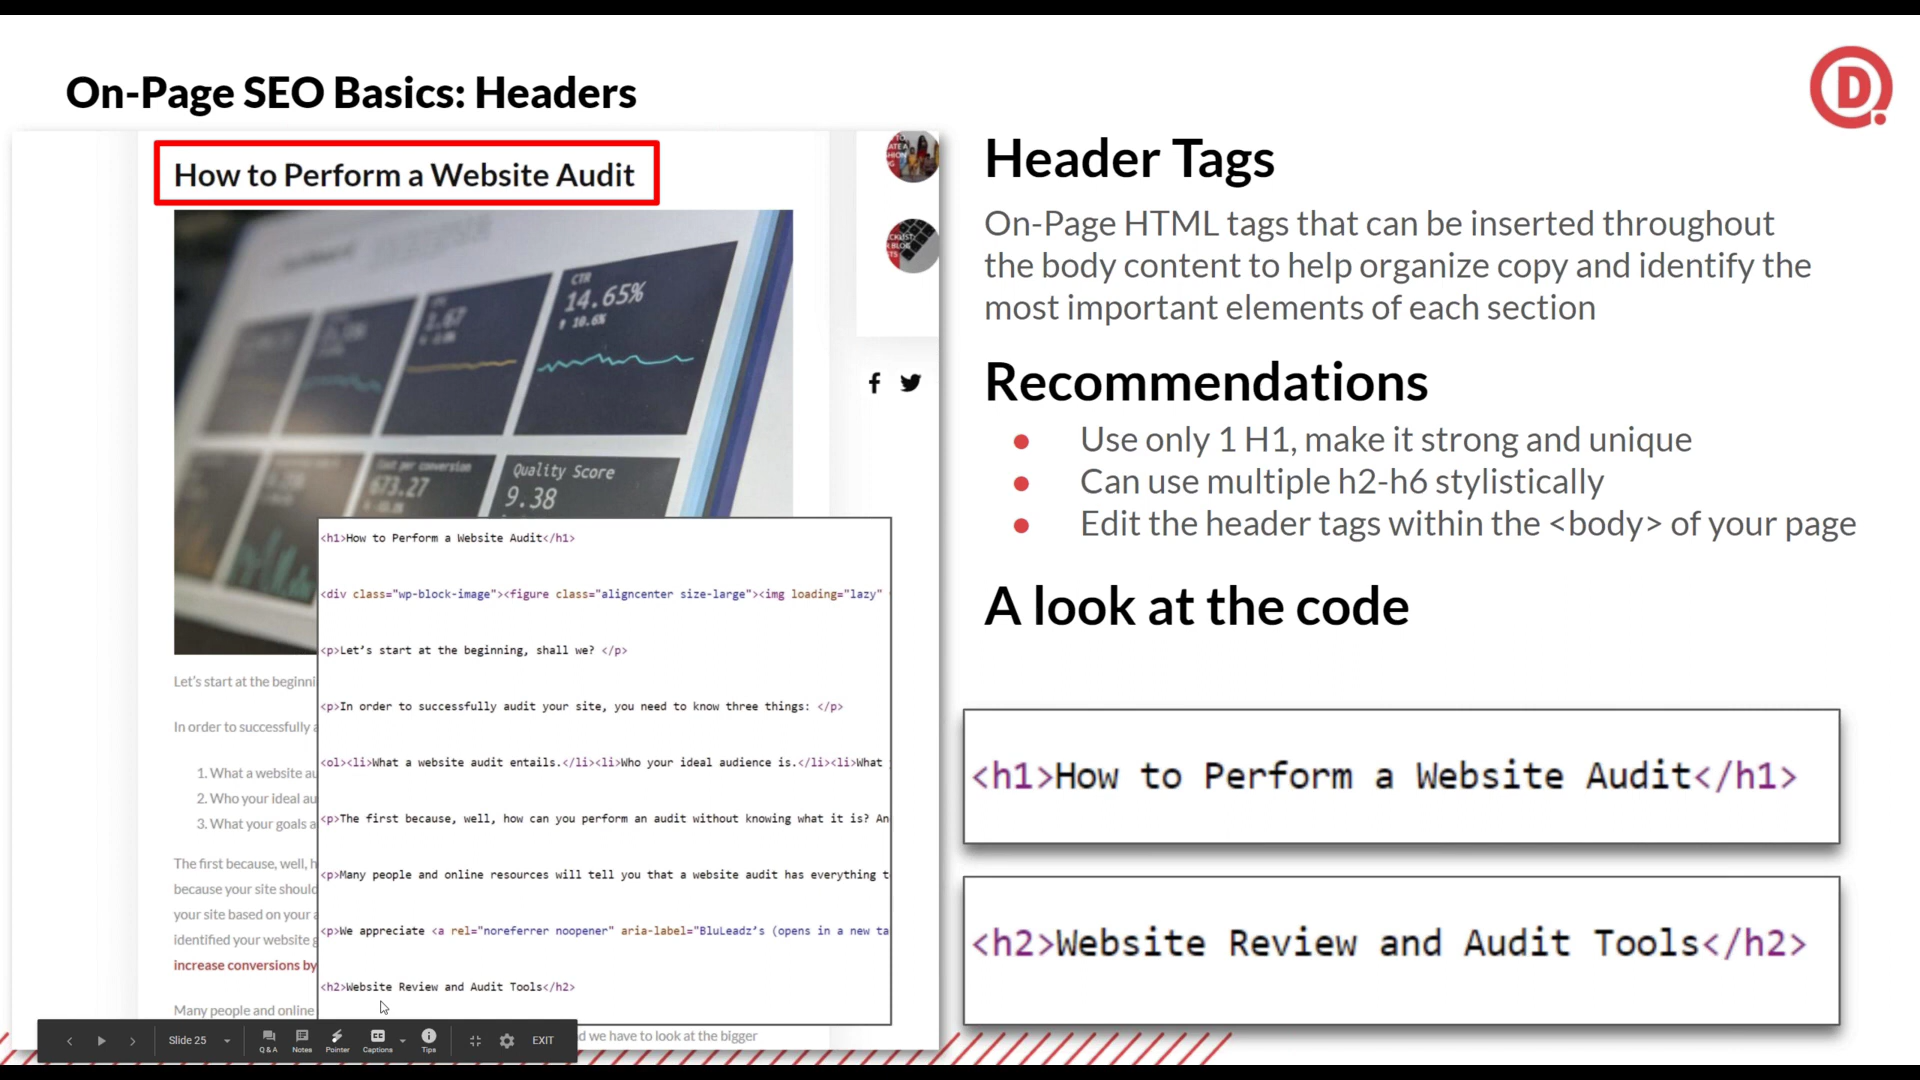 On-Page SEO Basics: Headers
D
How to Perform a Website Audit
CTR
14.65%
10.6%
Cost per conversion
673.27
Quality Score
9.38
<h1>How to Perform a Website Audit</h1>
<div class="wp-block-image"><figure class="aligncenter size-large"><img loading="lazy"
<p>Let's start at the beginning, shall we? </p>
<p>In order to successfully audit your site, you need to know three things: </p>
<ol><li>What a website audit entails.</li><li>Who your ideal audience is.</li><li>What
<p>The first because, well, how can you perform an audit without knowing what it is? An
<p>Many people and online resources will tell you that a website audit has everything t
<p>We appreciate <a rel="noreferrer noopener" aria-label="BluLeadz's (opens in a new ta
<h2>Website Review and Audit Tools</h2>
Let's start at the beginni
In order to successfully a
1. What a website au
2. Who your ideal au
3. What your goals a
The first because, well, h
because your site should
your site based on your a
identified your website g
increase conversions by
Many people and online
d we have to look at the bigger
Slide 25
Q & A
Notes
Pointer
CC
Captions
Tips
EXIT
Header Tags
On-Page HTML tags that can be inserted throughout
the body content to help organize copy and identify the
most important elements of each section
Recommendations
● Use only 1 H1, make it strong and unique
● Can use multiple h2-h6 stylistically
● Edit the header tags within the <body> of your page
A look at the code
<h1>How to Perform a Website Audit</h1>
<h2>Website Review and Audit Tools</h2>